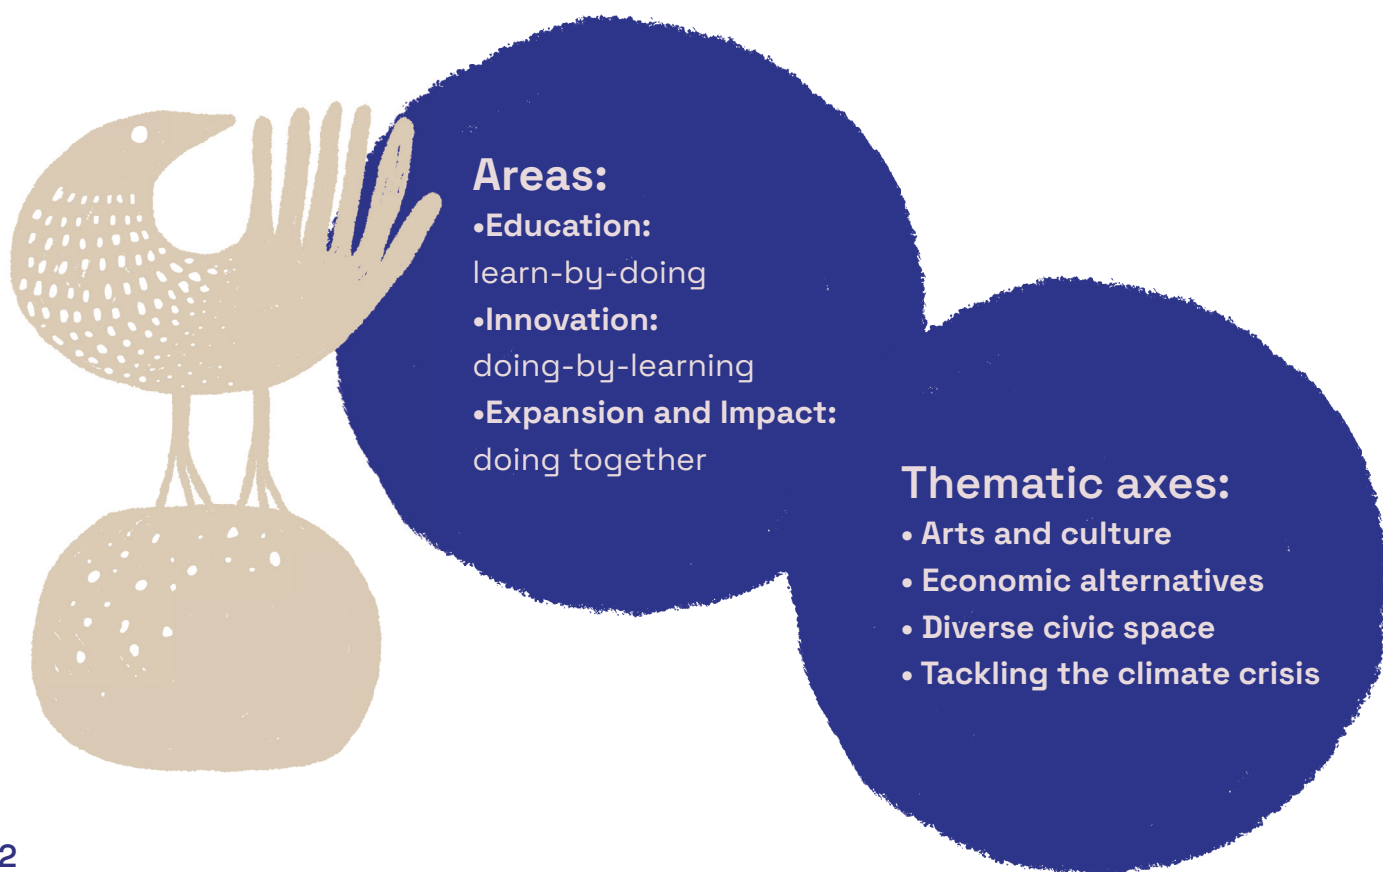 Areas:
•Education:
learn-by-doing
•Innovation:
doing-by-learning
•Expansion and Impact:
doing together
Thematic axes:
• Arts and culture
• Economic alternatives
• Diverse civic space
• Tackling the climate crisis
2